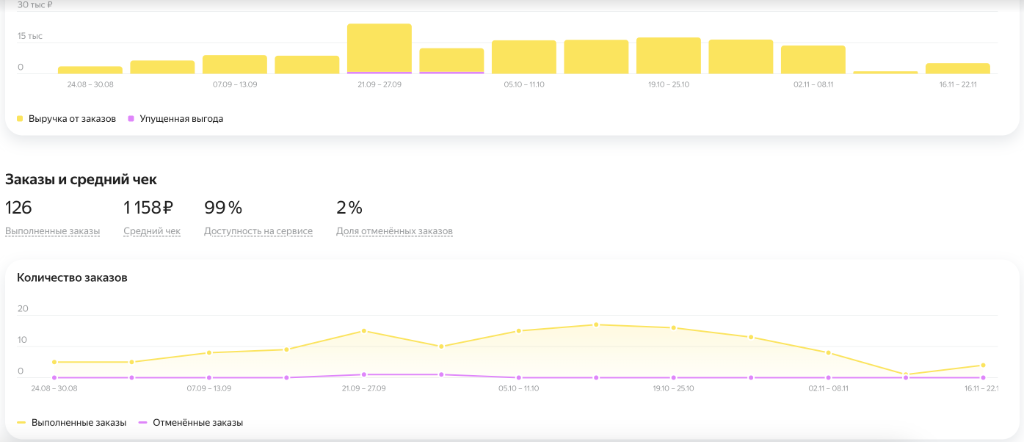 30 тыс ₽
15 тыс.
0
24.08 – 30.08 07.09 – 13.09 21.09 – 27.09 05.10 – 11.10 19.10 – 25.10 02.11 – 08.11 16.11 – 22.11
Выручка от заказов Упущенная выгода
Заказы и средний чек
126 1 158 ₽ 99 % 2 %
Выполненные заказы Средний чек Доступность на сервисе Доля отменённых заказов
Количество заказов
20
10
0
24.08 – 30.08 07.09 – 13.09 21.09 – 27.09 05.10 – 11.10 19.10 – 25.10 02.11 – 08.11 16.11 – 22.1
Выполненные заказы Отменённые заказы